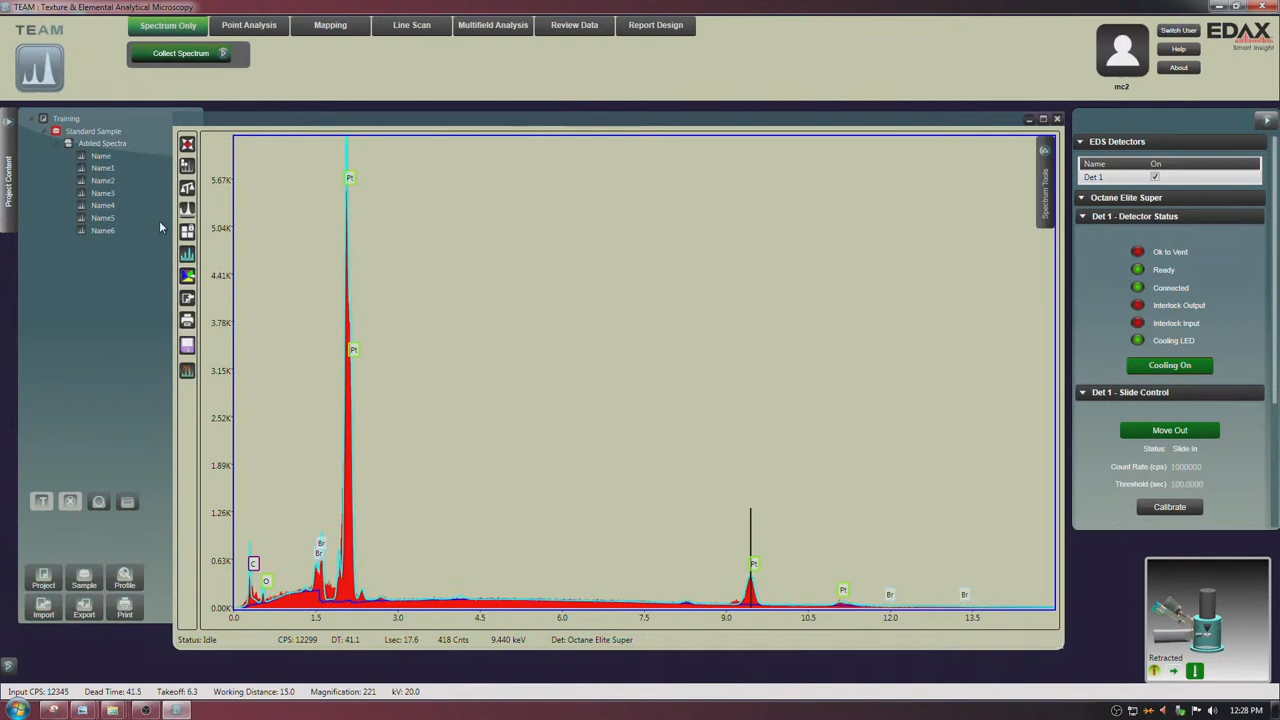 TEAM : Texture & Elemental Analytical Microscopy
TEAM
Spectrum Only
Point Analysis
Mapping
Line Scan
Multifield Analysis
Review Data
Report Design
Collect Spectrum
mc2
Switch User
Help
About
EDAX
Smart Insight
Project Content
Training
Standard Sample
Added Spectra
Name
Name1
Name2
Name3
Name4
Name5
Name6
Project
Sample
Profile
Import
Export
Print
Spectrum Tools
5.67K
5.04K
4.41K
3.78K
3.15K
2.52K
1.89K
1.26K
0.63K
0.00K
Pt
Pt
Br
Br
C
O
Pt
Pt
Br
Br
0.0 1.5 3.0 4.5 6.0 7.5 9.0 10.5 12.0 13.5
Status: Idle CPS: 12299 DT: 41.1 Lsec: 17.6 418 Cnts 9.440 keV Det: Octane Elite Super
EDS Detectors
Name On
Det 1
Octane Elite Super
Det 1 - Detector Status
Ok to Vent
Ready
Connected
Interlock Output
Interlock Input
Cooling LED
Cooling On
Det 1 - Slide Control
Move Out
Status: Slide In
Count Rate (cps) 1000000
Threshold (sec) 100.0000
Calibrate
Retracted
Input CPS: 12345 Dead Time: 41.5 Takeoff: 6.3 Working Distance: 15.0 Magnification: 221 kV: 20.0
12:28 PM